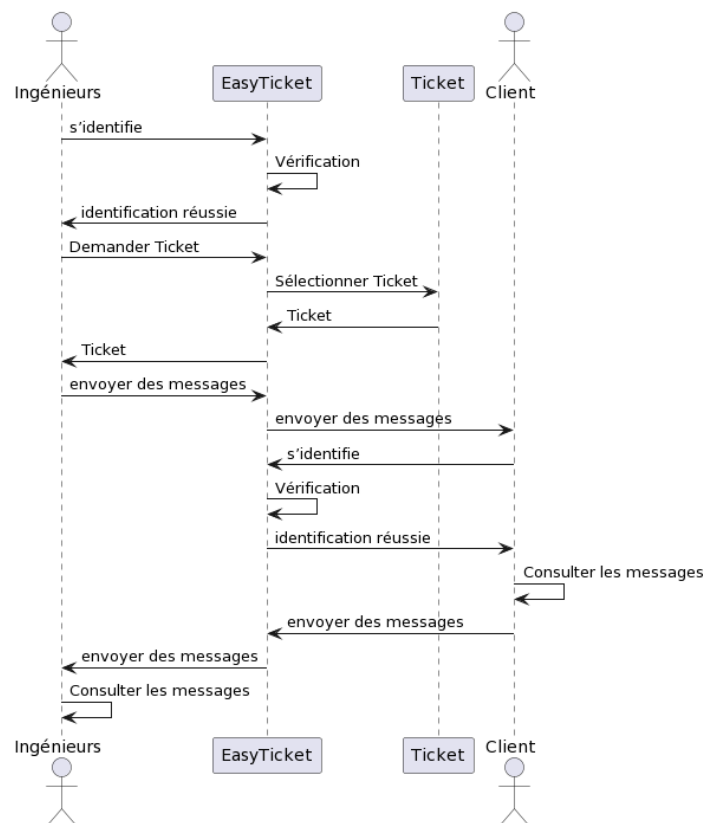 Ingénieurs
EasyTicket
Ticket
Client
s'identifie
Vérification
identification réussie
Demander Ticket
Sélectionner Ticket
Ticket
Ticket
envoyer des messages
envoyer des messages
s'identifie
Vérification
identification réussie
Consulter les messages
envoyer des messages
envoyer des messages
Consulter les messages
Ingénieurs
EasyTicket
Ticket
Client